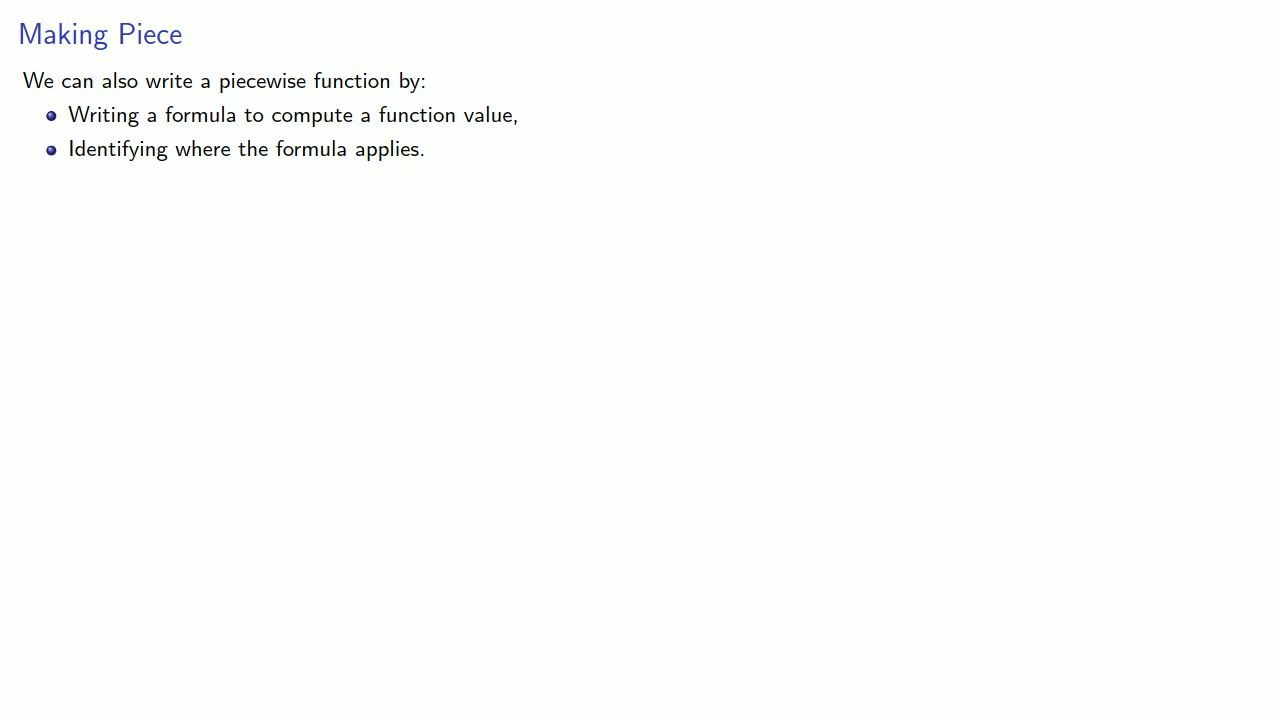 Making Piece
We can also write a piecewise function by:
Writing a formula to compute a function value,
Identifying where the formula applies.